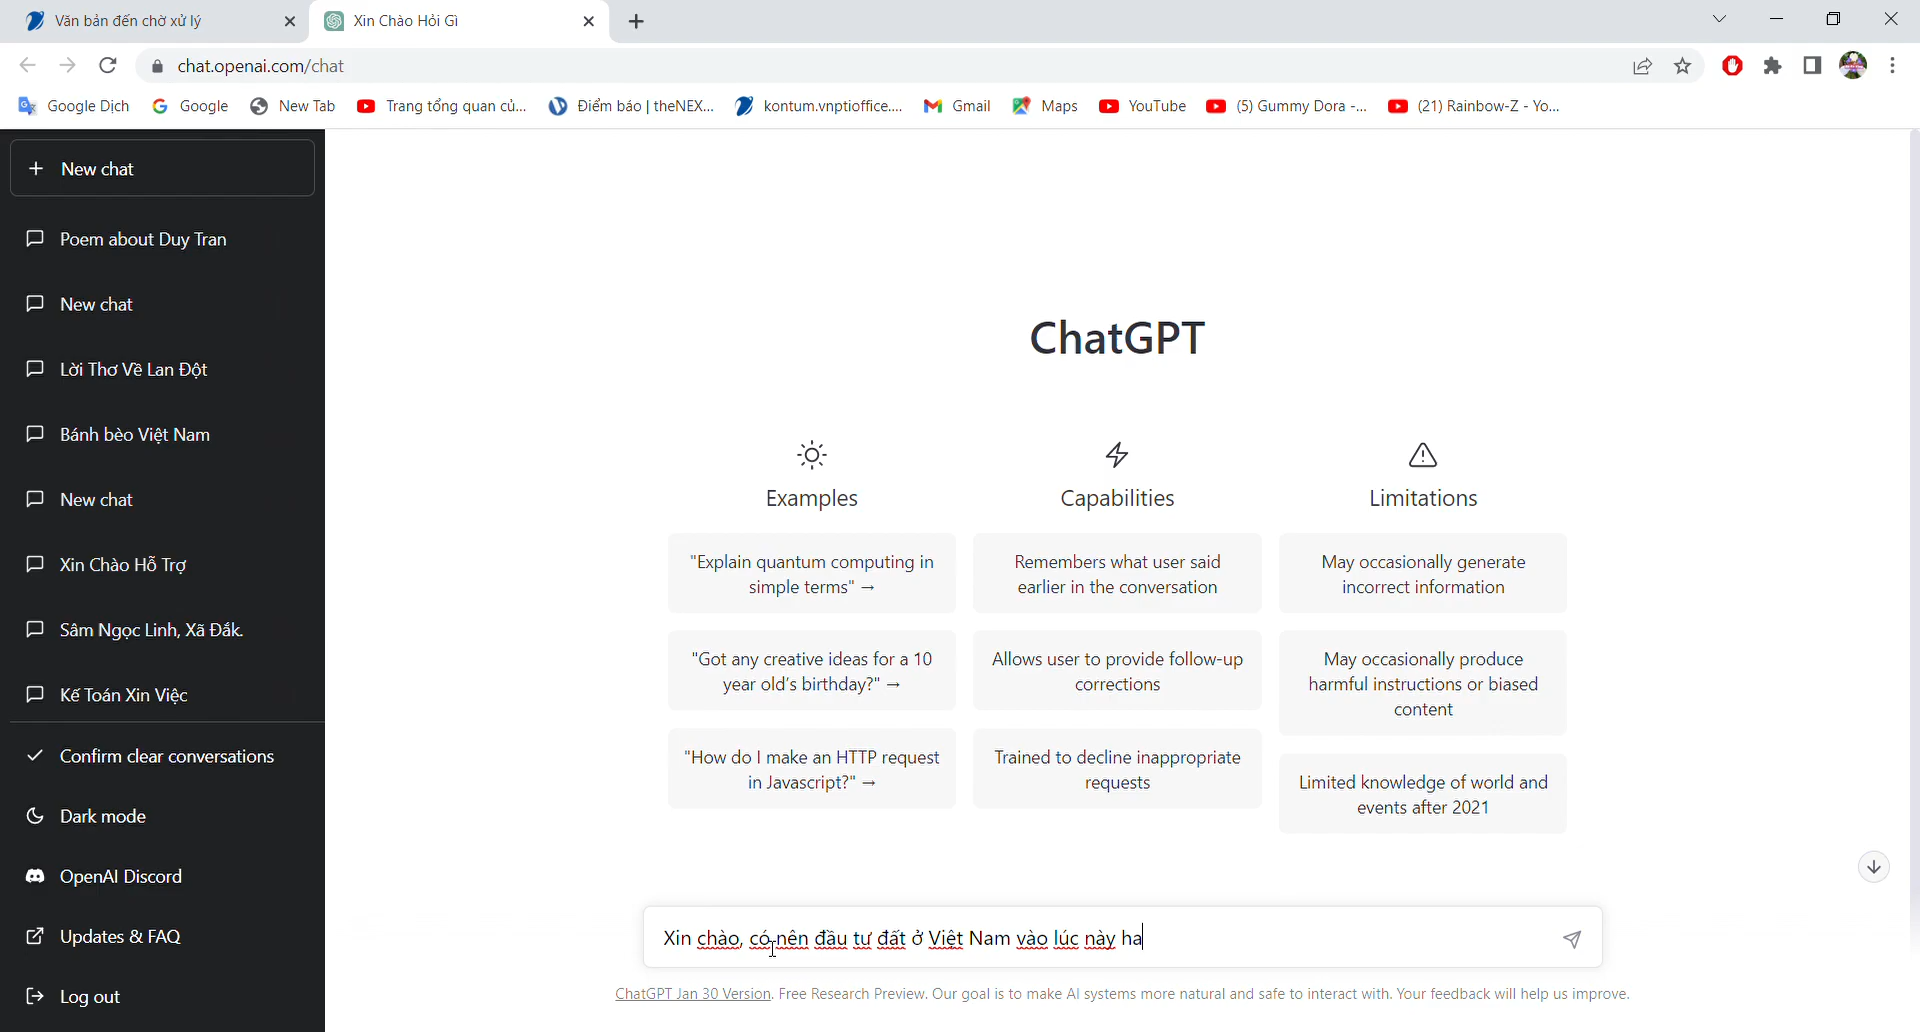 Văn bản đến chờ xử lý
Xin Chào Hỏi Gì
chat.openai.com/chat
Google Dịch
Google
New Tab
Trang tổng quan củ...
Điểm báo | theNEX...
kontum.vnptioffice....
Gmail
Maps
YouTube
(5) Gummy Dora -...
(21) Rainbow-Z - Yo...
New chat
Poem about Duy Tran
New chat
Lời Thơ Về Lan Đột
Bánh bèo Việt Nam
New chat
Xin Chào Hỗ Trợ
Sâm Ngọc Linh, Xã Đắk.
Kế Toán Xin Việc
Confirm clear conversations
Dark mode
OpenAI Discord
Updates & FAQ
Log out
ChatGPT
Examples
"Explain quantum computing in
simple terms" →
"Got any creative ideas for a 10
year old's birthday?" →
"How do I make an HTTP request
in Javascript?" →
Capabilities
Remembers what user said
earlier in the conversation
Allows user to provide follow-up
corrections
Trained to decline inappropriate
requests
Limitations
May occasionally generate
incorrect information
May occasionally produce
harmful instructions or biased
content
Limited knowledge of world and
events after 2021
Xin chào, có nên đầu tư đất ở Việt Nam vào lúc này ha
ChatGPT Jan 30 Version. Free Research Preview. Our goal is to make AI systems more natural and safe to interact with. Your feedback will help us improve.